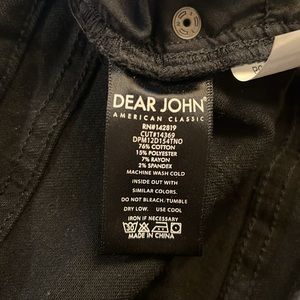 DEAR JOHN
AMERICAN CLASSIC
RN#142819
CUT#14369
DPM12D154TNO
76% COTTON
15% POLYESTER
7% RAYON
2% SPANDEX
MACHINE WASH COLD
INSIDE OUT WITH
SIMILAR COLORS
DO NOT BLEACH/TUMBLE
DRY LOW. USE COOL
IRON IF NECESSARY
MADE IN CHINA